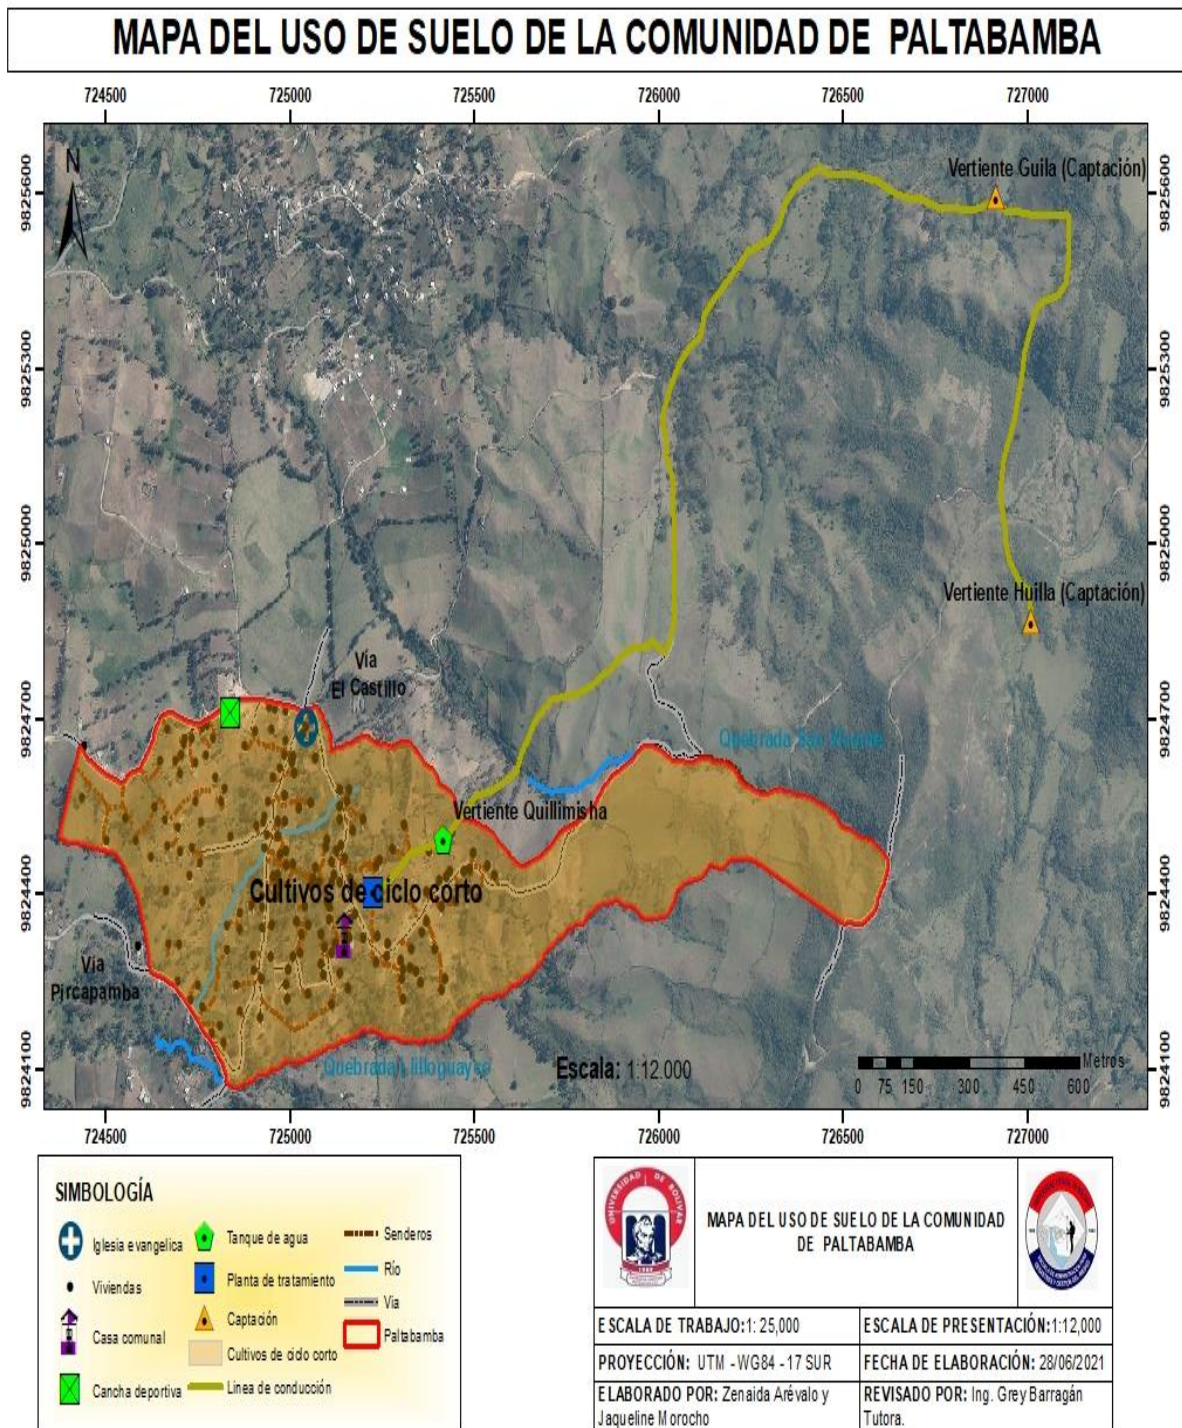 MAPA DEL USO DE SUELO DE LA COMUNIDAD DE PALTABAMBA
724500 725000 725500 726000 726500 727000
N
9825600
9825600
Vertiente Guila (Captación)
9825300
9825300
9825000
9825000
Vertiente Huilla (Captación)
Vía
El Castillo
9824700
9824700
Quebrada San Vicente
Vertiente Quillimisha
9824400
9824400
Cultivos de ciclo corto
Vía
Pircapamba
9824100
9824100
Quebrada
Escala: 1:12.000
Metros
0 75 150 300 450 600
724500 725000 725500 726000 726500 727000
SIMBOLOGÍA
Iglesia evangelica
Viviendas
Casa comunal
Cancha deportiva
Tanque de agua
Planta de tratamiento
Captación
Cultivos de ciclo corto
Linea de conducción
Senderos
Río
Via
Paltabamba
UNIVERSIDAD DE BOLIVAR
MAPA DEL USO DE SUELO DE LA COMUNIDAD
DE PALTABAMBA
ESCALA DE TRABAJO:1: 25,000
ESCALA DE PRESENTACIÓN:1:12,000
PROYECCIÓN: UTM - WG84 - 17 SUR
FECHA DE ELABORACIÓN: 28/06/2021
ELABORADO POR: Zenaida Arévalo y
Jaqueline Morocho
REVISADO POR: Ing. Grey Barragán
Tutora.